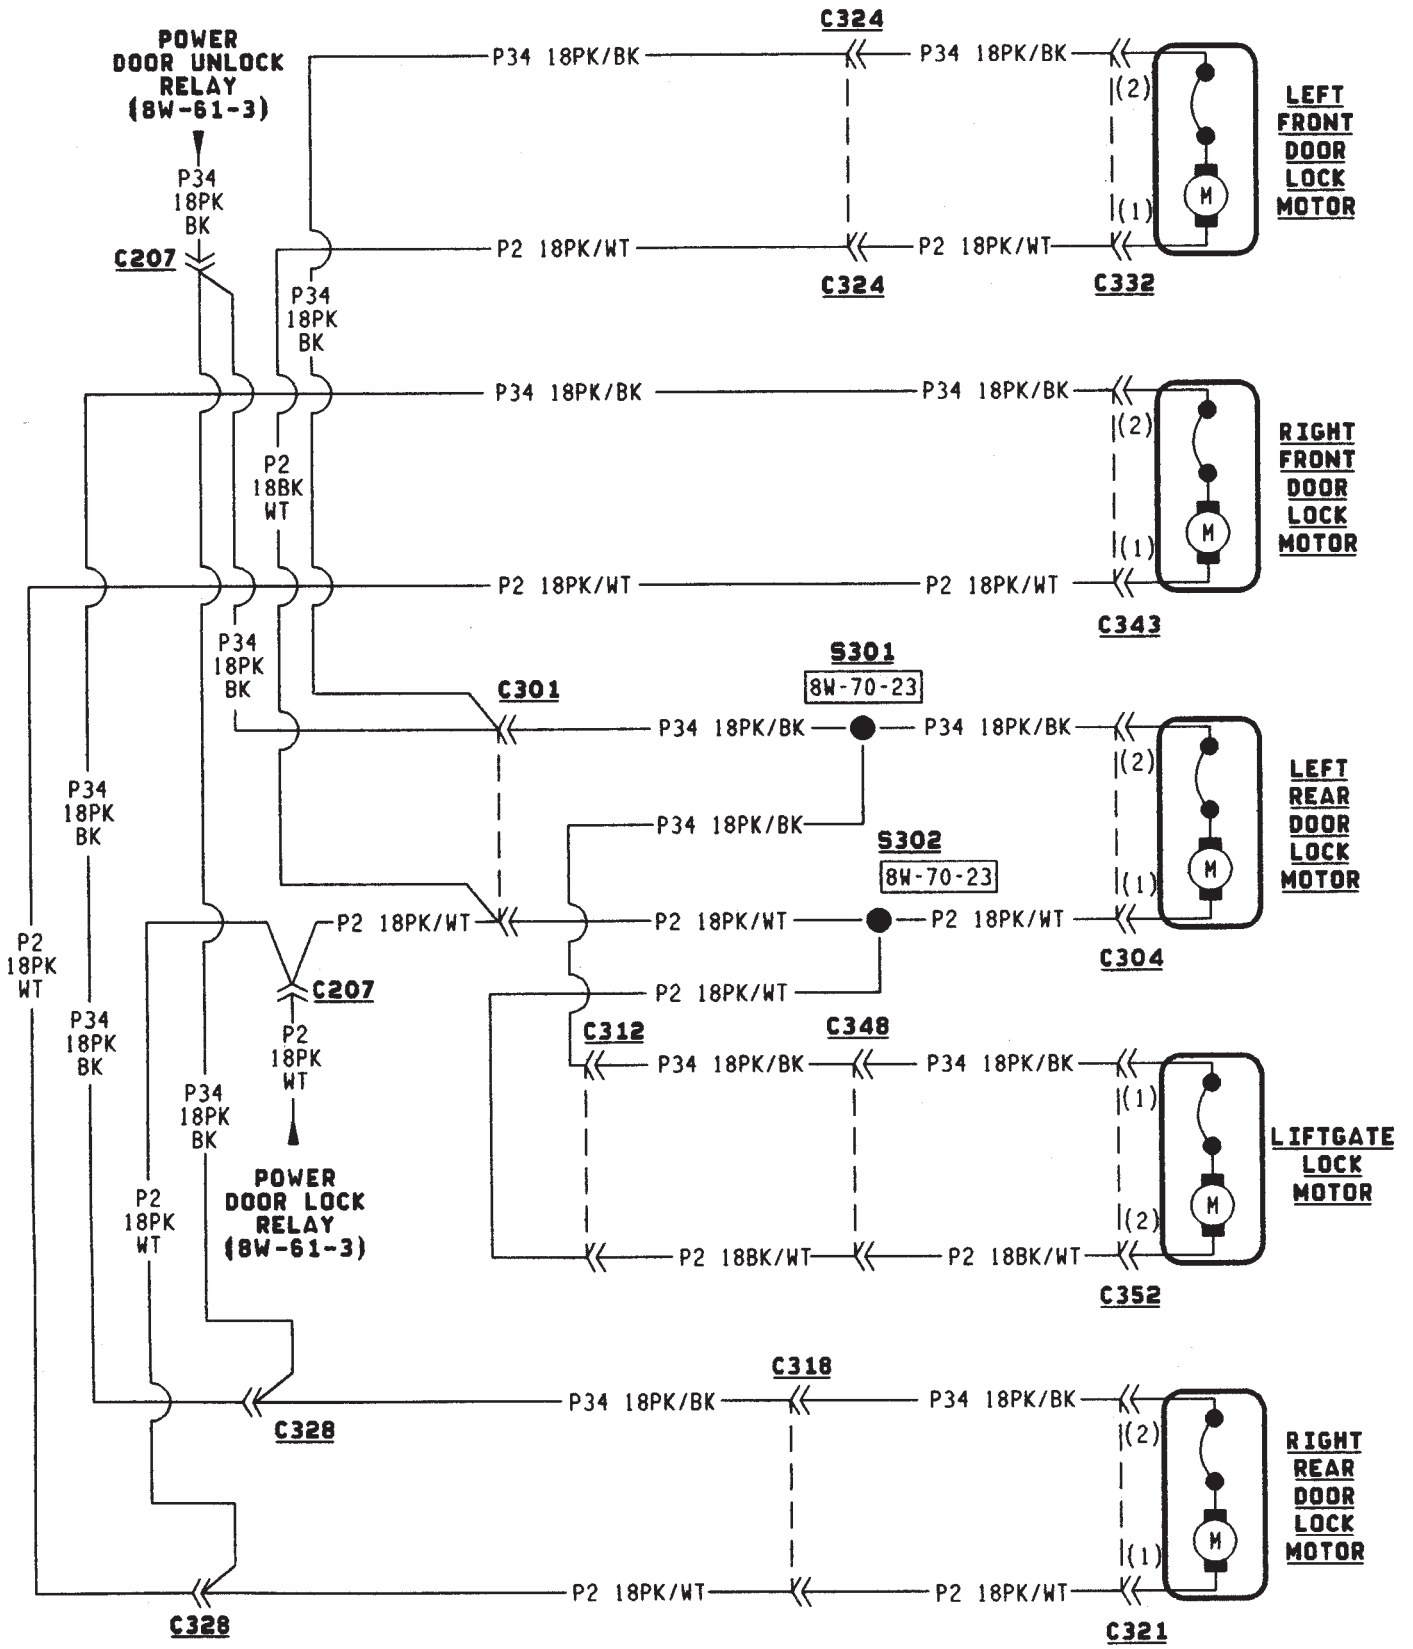 C324
POWER
DOOR UNLOCK
RELAY
(8W-61-3)
P34 18PK/BK
P34 18PK/BK
(2)
LEFT
FRONT
DOOR
LOCK
MOTOR
P34
18PK
BK
M
(1)
C207
P2 18PK/WT
P2 18PK/WT
C324
C332
P34
18PK
BK
P34 18PK/BK
P34 18PK/BK
(2)
RIGHT
FRONT
DOOR
LOCK
MOTOR
P2
18BK
WT
M
(1)
P2 18PK/WT
P2 18PK/WT
C343
P34
18PK
BK
S301
8W-70-23
C301
P34 18PK/BK
P34 18PK/BK
(2)
LEFT
REAR
DOOR
LOCK
MOTOR
P34
18PK
BK
P34 18PK/BK
S302
8W-70-23
M
(1)
P2 18PK/WT
P2 18PK/WT
P2 18PK/WT
C304
P2
18PK
WT
C207
P2 18PK/WT
P34
18PK
BK
P2
18PK
WT
C312
C348
P34 18PK/BK
P34 18PK/BK
(1)
LIFTGATE
LOCK
MOTOR
P34
18PK
BK
POWER
DOOR LOCK
RELAY
(8W-61-3)
P2
18PK
WT
M
(2)
P2 18BK/WT
P2 18BK/WT
C352
C318
P34 18PK/BK
P34 18PK/BK
C328
(2)
RIGHT
REAR
DOOR
LOCK
MOTOR
M
(1)
P2 18PK/WT
P2 18PK/WT
C328
C321